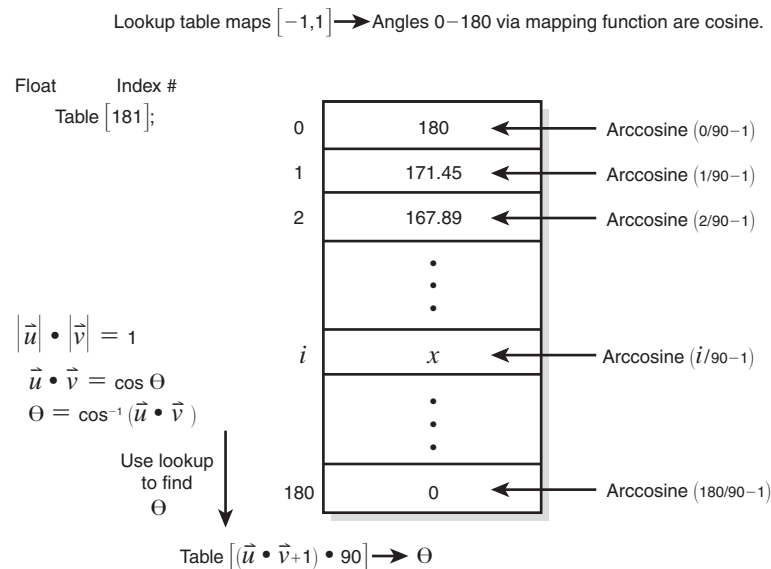 Lookup table maps [−1,1] → Angles 0−180 via mapping function are cosine.
Float Index #
Table [181];
0 180 Arccosine (0/90−1)
1 171.45 Arccosine (1/90−1)
2 167.89 Arccosine (2/90−1)
|u⃗| • |v⃗| = 1
i x Arccosine (i/90−1)
u⃗ • v⃗ = cos Θ
Θ = cos⁻¹ (u⃗ • v⃗ )
Use lookup
to find
Θ
180 0 Arccosine (180/90−1)
Table [(u⃗ • v⃗+1) • 90] → Θ